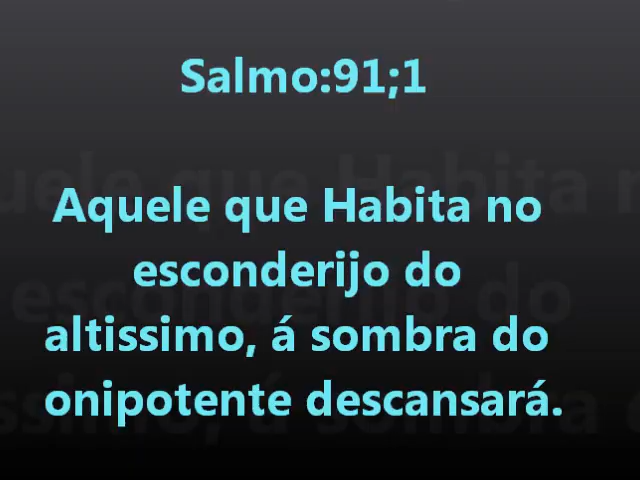 Salmo:91;1
Aquele que Habita no
esconderijo do
altissimo, á sombra do
onipotente descansará.